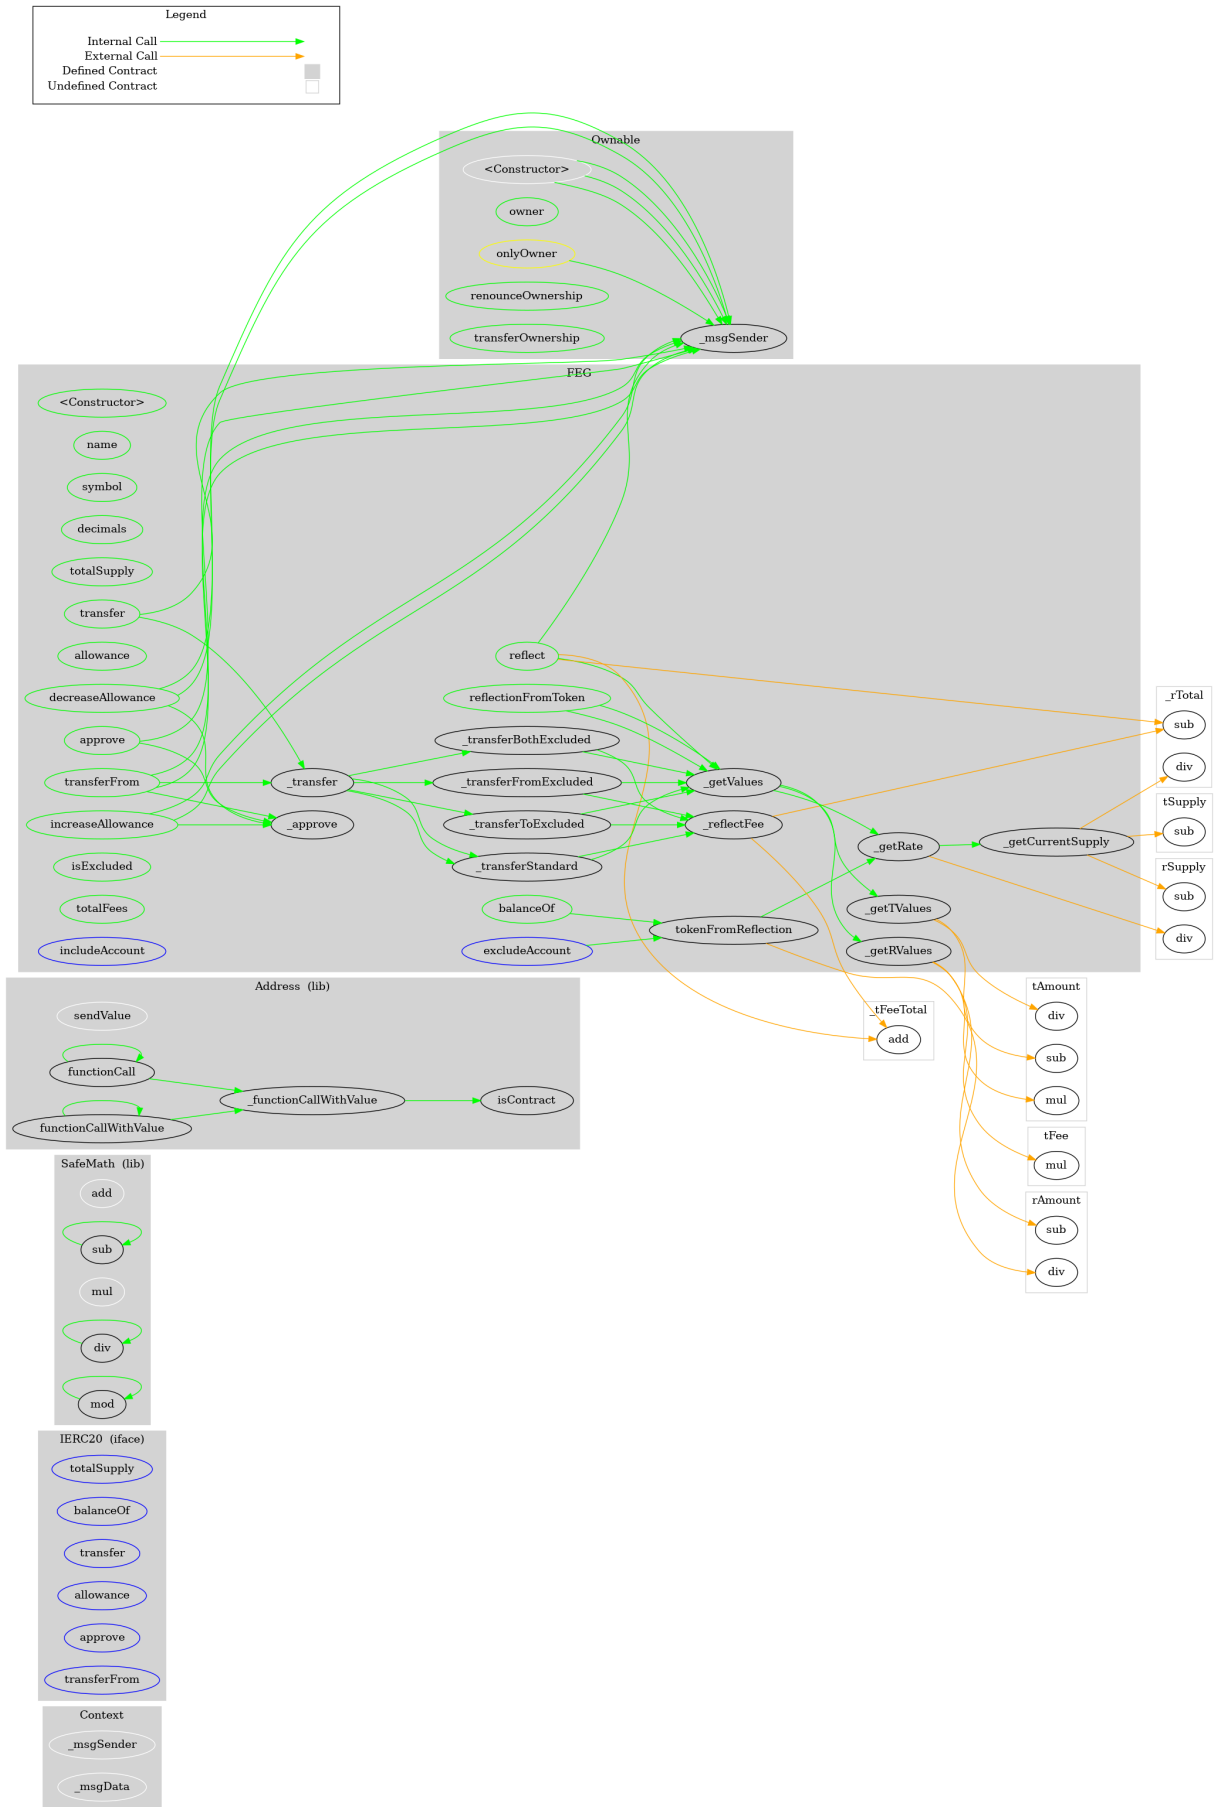 Legend
Internal Call
External Call
Defined Contract
Undefined Contract
Ownable
<Constructor>
owner
onlyOwner
renounceOwnership
transferOwnership
_msgSender
FEG
<Constructor>
name
symbol
decimals
totalSupply
transfer
allowance
decreaseAllowance
approve
transferFrom
increaseAllowance
isExcluded
totalFees
includeAccount
_transfer
_approve
reflect
reflectionFromToken
_transferBothExcluded
_transferFromExcluded
_transferToExcluded
_transferStandard
balanceOf
excludeAccount
_getValues
_reflectFee
tokenFromReflection
_getRate
_getTValues
_getRValues
_getCurrentSupply
_rTotal
sub
div
tSupply
sub
rSupply
sub
div
Address  (lib)
sendValue
functionCall
functionCallWithValue
_functionCallWithValue
isContract
_tFeeTotal
add
tAmount
div
sub
mul
tFee
mul
rAmount
sub
div
SafeMath  (lib)
add
sub
mul
div
mod
IERC20  (iface)
totalSupply
balanceOf
transfer
allowance
approve
transferFrom
Context
_msgSender
_msgData